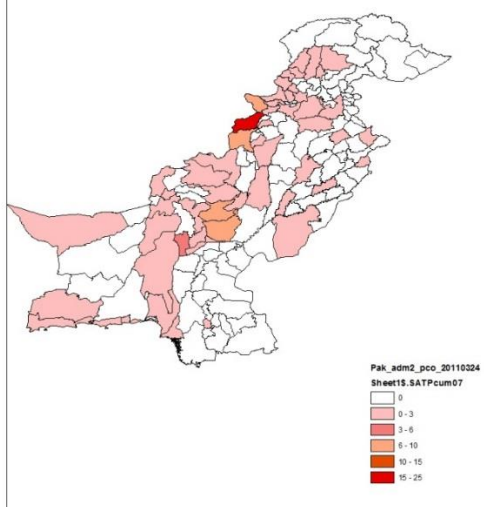 Pak_adm2_pco_20110324
Sheet1$.SATPcum07
0
0 - 3
3 - 6
6 - 10
10 - 15
15 - 25